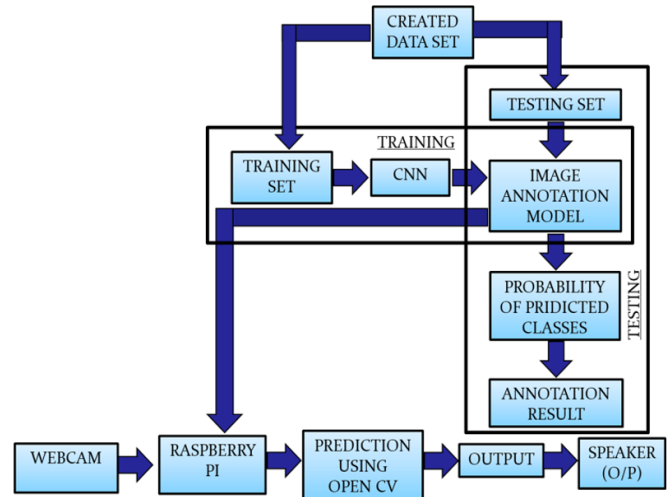 CREATED
DATA SET
TESTING SET
TRAINING
TRAINING
SET
CNN
IMAGE
ANNOTATION
MODEL
PROBABILITY
OF PRIDICTED
CLASSES
TESTING
ANNOTATION
RESULT
WEBCAM
RASPBERRY
PI
PREDICTION
USING
OPEN CV
OUTPUT
SPEAKER
(O/P)